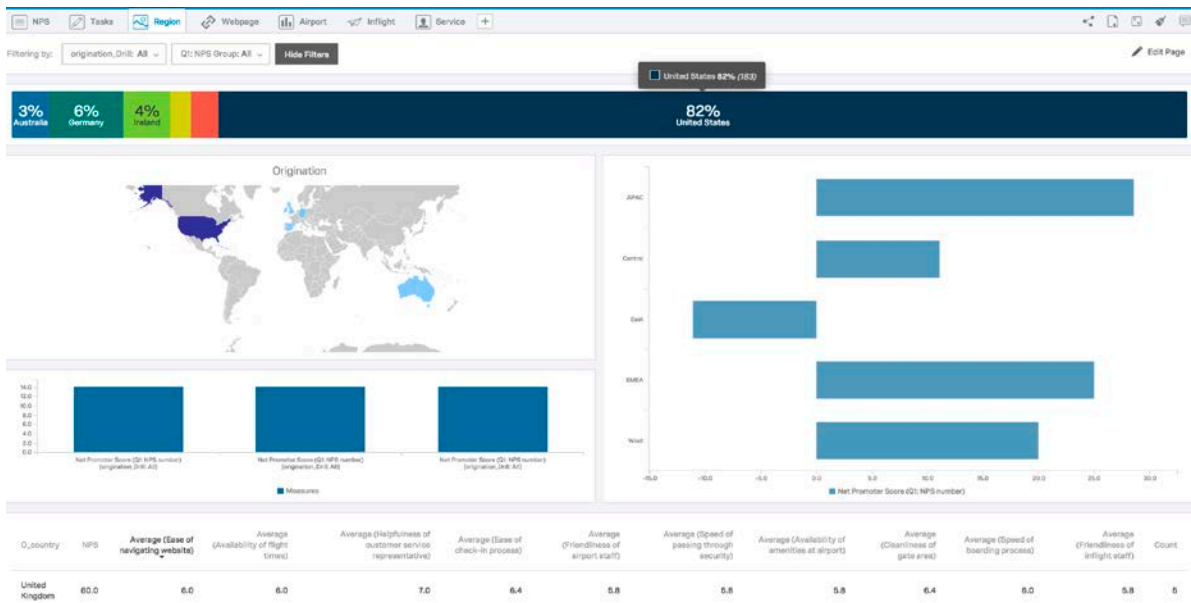 NPS Tasks Region Webpage Airport Inflight Service +
Filtering by: origination_Drill: All Q1: NPS Group: All Hide Filters Edit Page
United States 82% (183)
3% 6% 4% 82%
Australia Germany Ireland United States
Origination
APAC
Central
East
EMEA
West
-15.0 -10.0 -5.0 0.0 5.0 10.0 15.0 20.0 25.0 30.0
Net Promoter Score (Q1: NPS number)
14.0
12.0
10.0
8.0
6.0
4.0
2.0
0.0
Net Promoter Score (Q1: NPS number) Net Promoter Score (Q1: NPS number) Net Promoter Score (Q1: NPS number)
[origination_Drill: All] [origination_Drill: All] [origination_Drill: All]
Measures
O_country NPS Average (Ease of navigating website) Average (Availability of flight times) Average (Helpfulness of customer service representative) Average (Ease of check-in process) Average (Friendliness of airport staff) Average (Speed of passing through security) Average (Availability of amenities at airport) Average (Cleanliness of gate area) Average (Speed of boarding process) Average (Friendliness of inflight staff) Count
United Kingdom 60.0 6.0 6.0 7.0 6.4 5.8 5.8 5.8 6.4 6.0 5.8 5